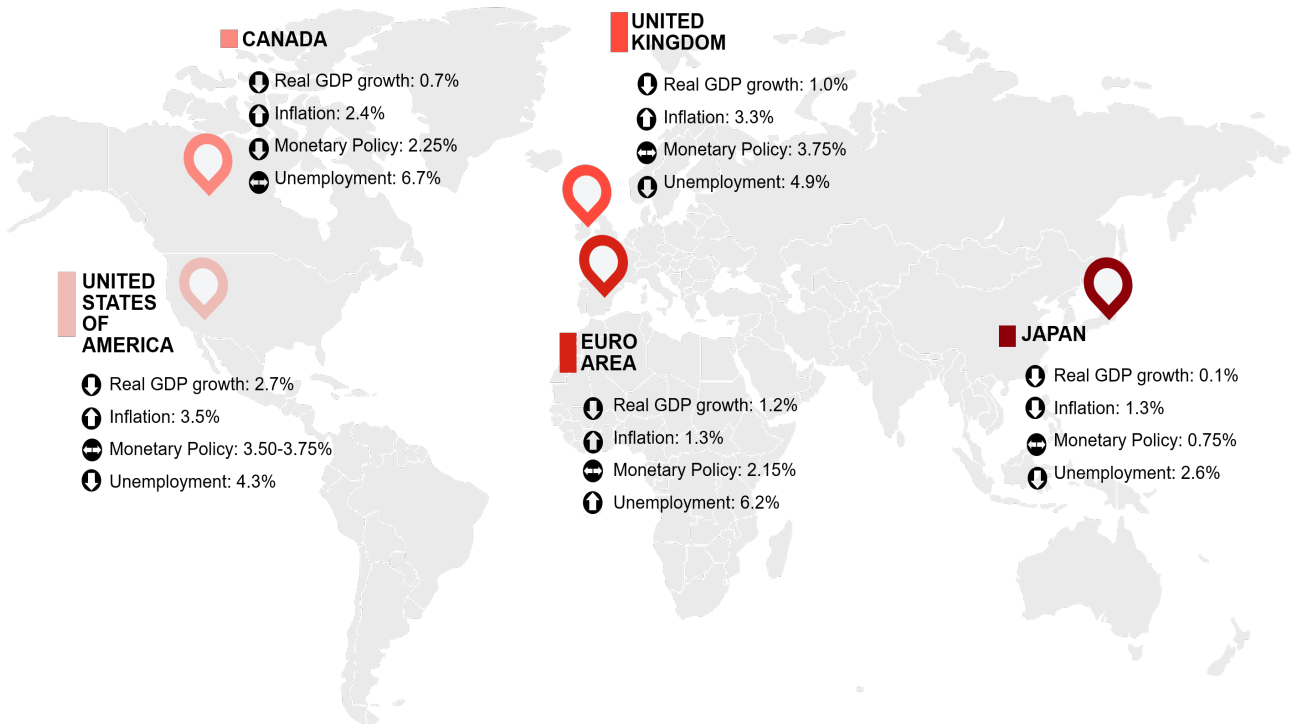 CANADA
Real GDP growth: 0.7%
Inflation: 2.4%
Monetary Policy: 2.25%
Unemployment: 6.7%
UNITED
KINGDOM
Real GDP growth: 1.0%
Inflation: 3.3%
Monetary Policy: 3.75%
Unemployment: 4.9%
UNITED
STATES
OF
AMERICA
Real GDP growth: 2.7%
Inflation: 3.5%
Monetary Policy: 3.50-3.75%
Unemployment: 4.3%
EURO
AREA
Real GDP growth: 1.2%
Inflation: 1.3%
Monetary Policy: 2.15%
Unemployment: 6.2%
JAPAN
Real GDP growth: 0.1%
Inflation: 1.3%
Monetary Policy: 0.75%
Unemployment: 2.6%